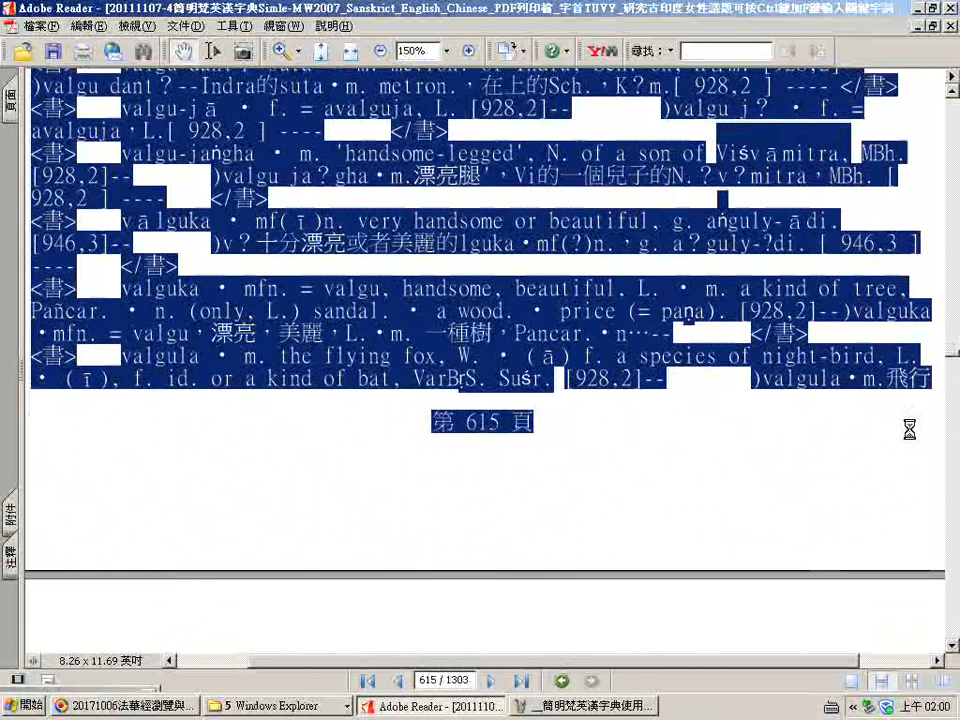 Adobe Reader - [20111107-4簡明梵英漢字典Simle-MW2007_Sanskrict_English_Chinese_PDF列印檔_字首TUYY_研究古印度女性議題可按Ctrl鍵加F鍵輸入關鍵字詞
檔案(F) 編輯(E) 檢視(V) 文件(D) 工具(T) 視窗(W) 說明(H)
150% Y! 尋找:
頁面
)valgu dant？--Indra的suta•m. metron.，在上的Sch.，K？m.[ 928,2 ] ---- </書>
<書> valgu-jā • f. = avalguja, L. [928,2]-- )valgu j？ • f. =
avalguja，L.[ 928,2 ] ---- </書>
<書> valgu-jaṅgha • m. 'handsome-legged', N. of a son of Viśvāmitra, MBh.
[928,2]-- )valgu ja？gha•m.漂亮腿'，Vi的一個兒子的N.？v？mitra，MBh. [
928,2 ] ---- </書>
<書> vālguka • mf(ī)n. very handsome or beautiful, g. aṅguly-ādi.
[946,3]-- )v？十分漂亮或者美麗的lguka•mf(?)n.，g. a？guly-?di. [ 946,3 ]
---- </書>
<書> valguka • mfn. = valgu, handsome, beautiful, L. • m. a kind of tree,
Pañcar. • n. (only, L.) sandal. • a wood. • price (= paṇa). [928,2]--)valguka
•mfn. = valgu，漂亮，美麗，L.•m. 一種樹，Pancar.•n…-- </書>
<書> valgula • m. the flying fox, W. • (ā) f. a species of night-bird, L.
• (ī), f. id. or a kind of bat, VarBṛS. Suśr. [928,2]-- )valgula•m.飛行
第 615 頁
附件
注釋
8.26 x 11.69 英吋
615 / 1303
開始 20171006法華經瀏覽與... 5 Windows Explorer Adobe Reader - [2011110... __簡明梵英漢字典使用... 上午 02:00